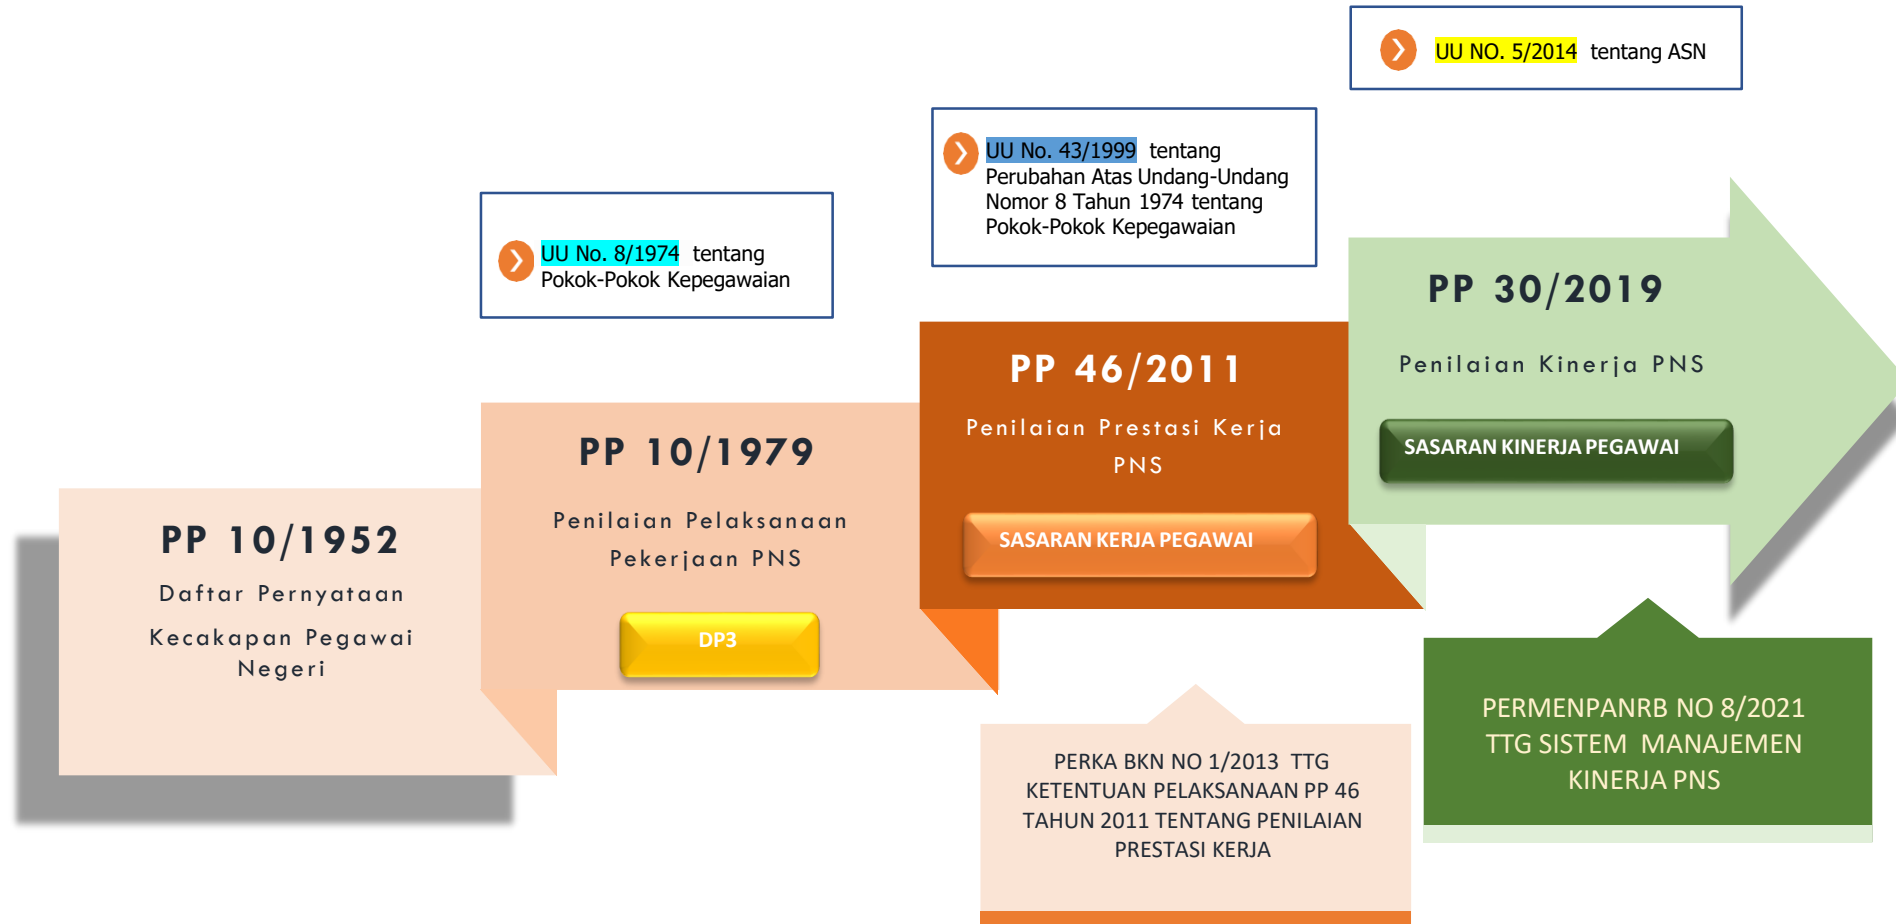 UU NO. 5/2014 tentang ASN
UU No. 43/1999 tentang
Perubahan Atas Undang-Undang
Nomor 8 Tahun 1974 tentang
Pokok-Pokok Kepegawaian
UU No. 8/1974 tentang
Pokok-Pokok Kepegawaian
PP 10/1952
Daftar Pernyataan
Kecakapan Pegawai
Negeri
PP 10/1979
Penilaian Pelaksanaan
Pekerjaan PNS
DP3
PP 46/2011
Penilaian Prestasi Kerja
PNS
SASARAN KERJA PEGAWAI
PP 30/2019
Penilaian Kinerja PNS
SASARAN KINERJA PEGAWAI
PERKA BKN NO 1/2013 TTG
KETENTUAN PELAKSANAAN PP 46
TAHUN 2011 TENTANG PENILAIAN
PRESTASI KERJA
PERMENPANRB NO 8/2021
TTG SISTEM MANAJEMEN
KINERJA PNS